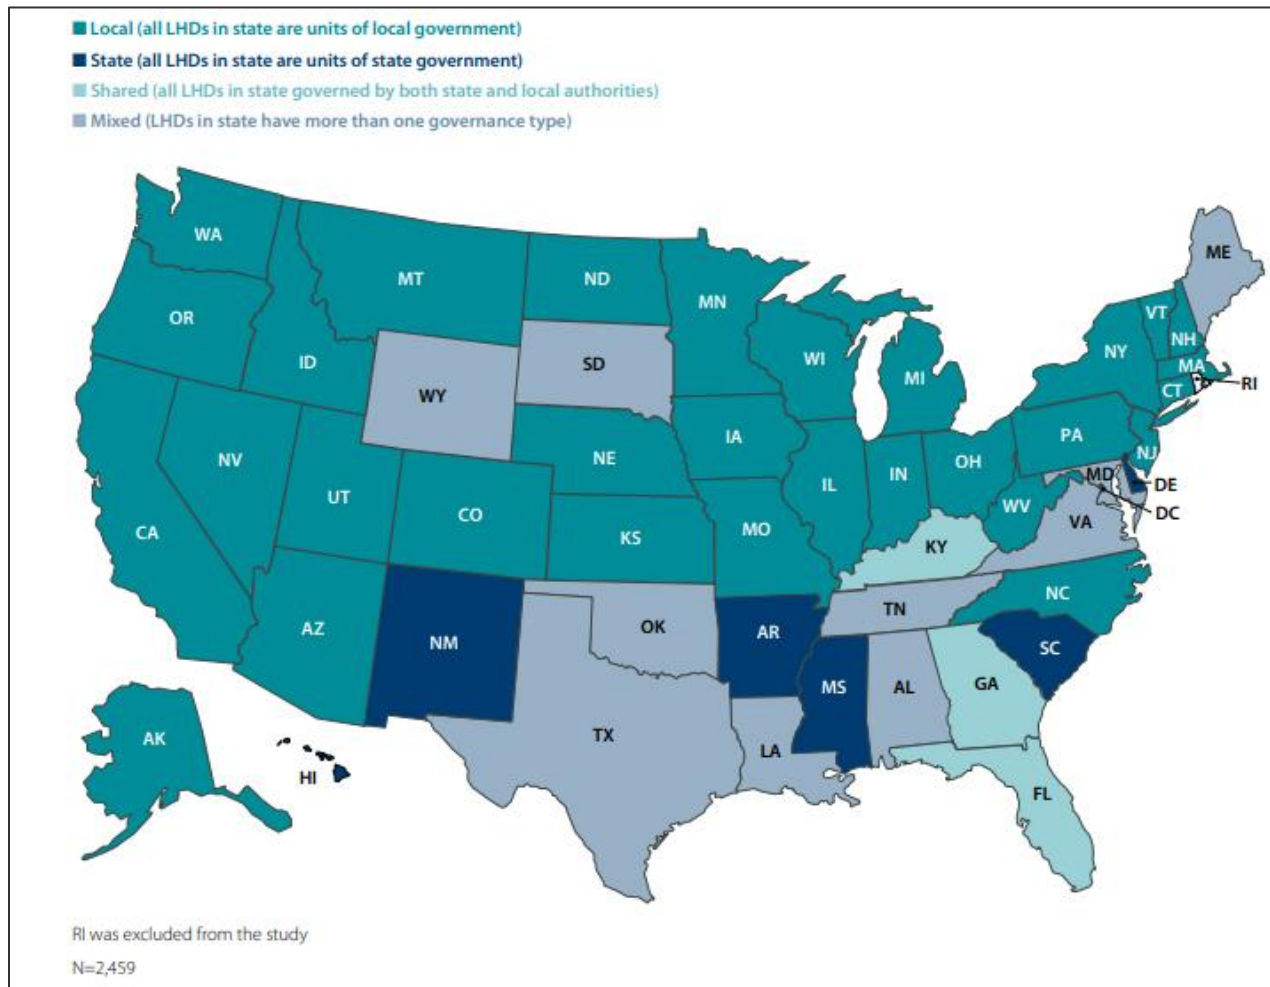 Local (all LHDs in state are units of local government)
State (all LHDs in state are units of state government)
Shared (all LHDs in state governed by both state and local authorities)
Mixed (LHDs in state have more than one governance type)
WA
ME
MT
ND
MN
VT
OR
NH
ID
SD
WI
NY
MA
MI
RI
WY
CT
IA
PA
NV
NE
OH
NJ
IN
MD
UT
IL
DE
CO
WV
DC
CA
KS
MO
VA
KY
NC
TN
AZ
OK
AR
NM
SC
MS
AL
GA
AK
TX
LA
HI
FL
RI was excluded from the study
N=2,459